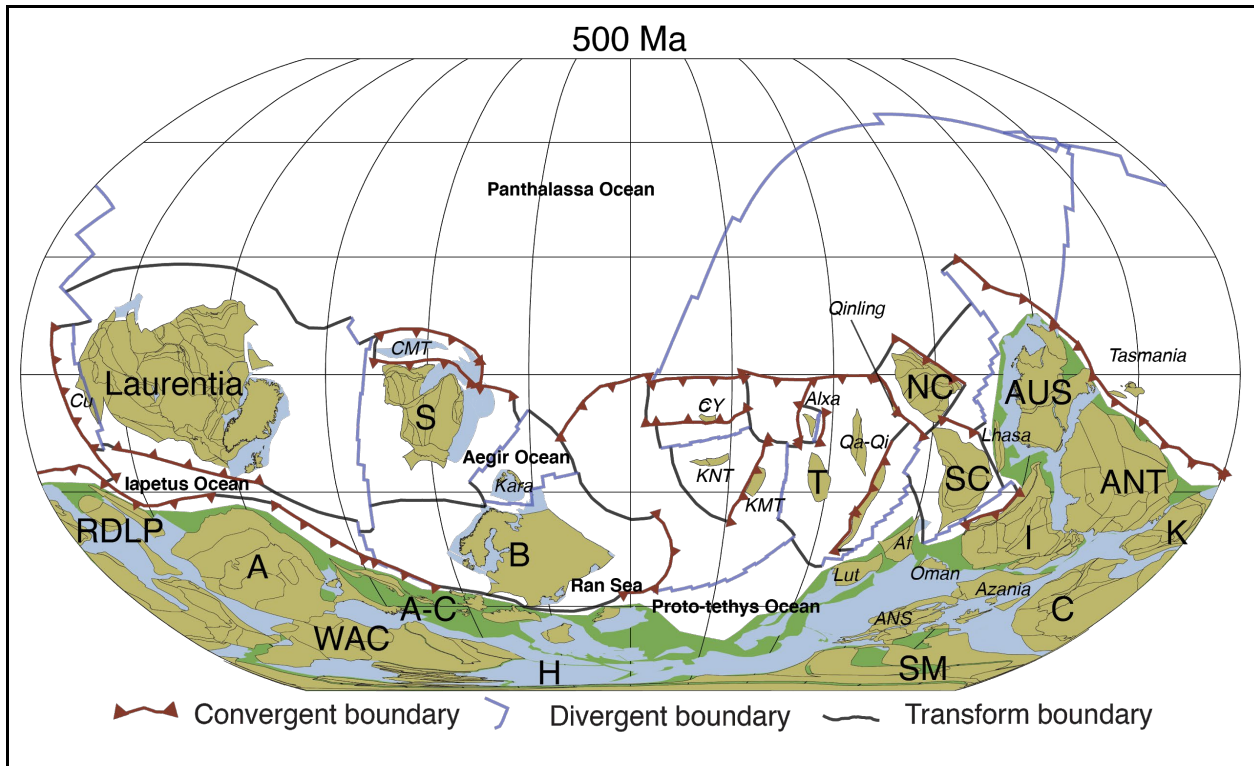 500 Ma
Panthalassa Ocean
Qinling
CMT
Tasmania
Laurentia
NC
AUS
Cu
S
CY
Alxa
Qa-Qi
Lhasa
Aegir Ocean
Iapetus Ocean
Kara
KNT
KMT
T
SC
ANT
RDLP
A
B
Af
I
K
Ran Sea
Lut
Oman
Azania
A-C
Proto-tethys Ocean
ANS
C
WAC
H
SM
Convergent boundary
Divergent boundary
Transform boundary